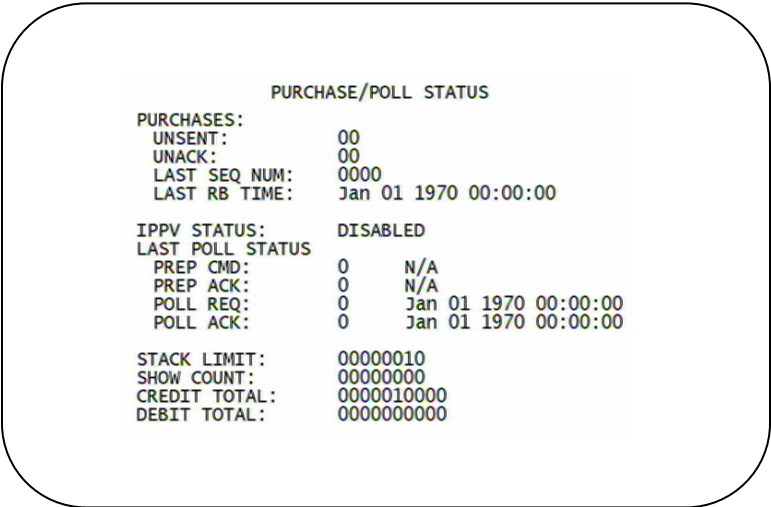 PURCHASE/POLL STATUS
PURCHASES:
UNSENT: 00
UNACK: 00
LAST SEQ NUM: 0000
LAST RB TIME: Jan 01 1970 00:00:00
IPPV STATUS: DISABLED
LAST POLL STATUS
PREP CMD: 0 N/A
PREP ACK: 0 N/A
POLL REQ: 0 Jan 01 1970 00:00:00
POLL ACK: 0 Jan 01 1970 00:00:00
STACK LIMIT: 00000010
SHOW COUNT: 00000000
CREDIT TOTAL: 0000010000
DEBIT TOTAL: 0000000000